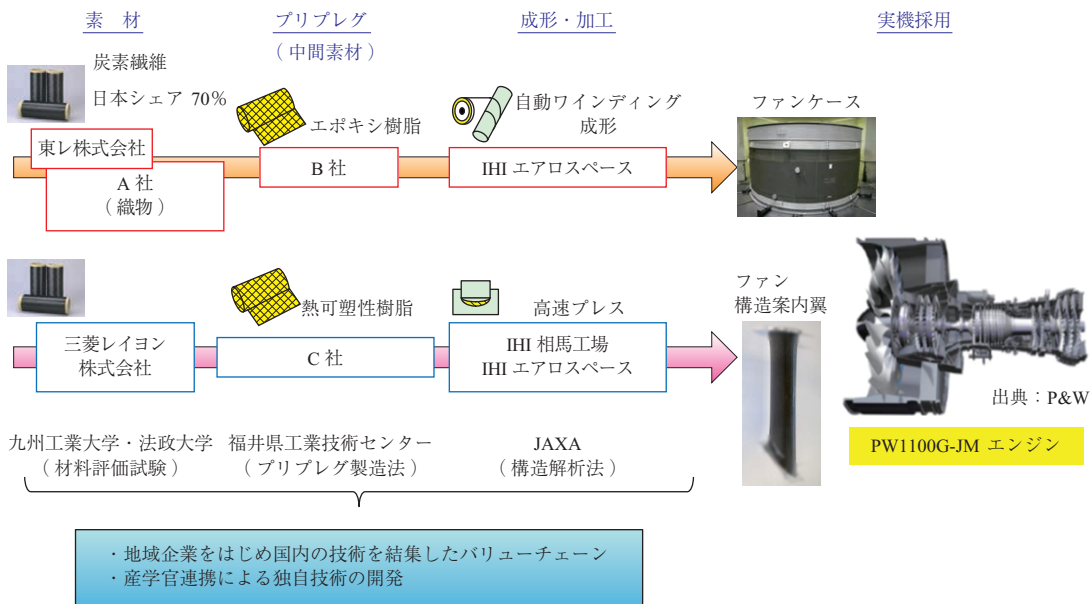 素 材
プリプレグ
（ 中間素材 ）
成形・加工
実機採用
炭素繊維
日本シェア 70%
エポキシ樹脂
自動ワインディング
成形
ファンケース
東レ株式会社
A 社
（ 織物 ）
B 社
IHI エアロスペース
熱可塑性樹脂
高速プレス
ファン
構造案内翼
三菱レイヨン
株式会社
C 社
IHI 相馬工場
IHI エアロスペース
出典：P&W
PW1100G-JM エンジン
九州工業大学・法政大学
（ 材料評価試験 ）
福井県工業技術センター
（ プリプレグ製造法 ）
JAXA
（ 構造解析法 ）
・地域企業をはじめ国内の技術を結集したバリューチェーン
・産学官連携による独自技術の開発